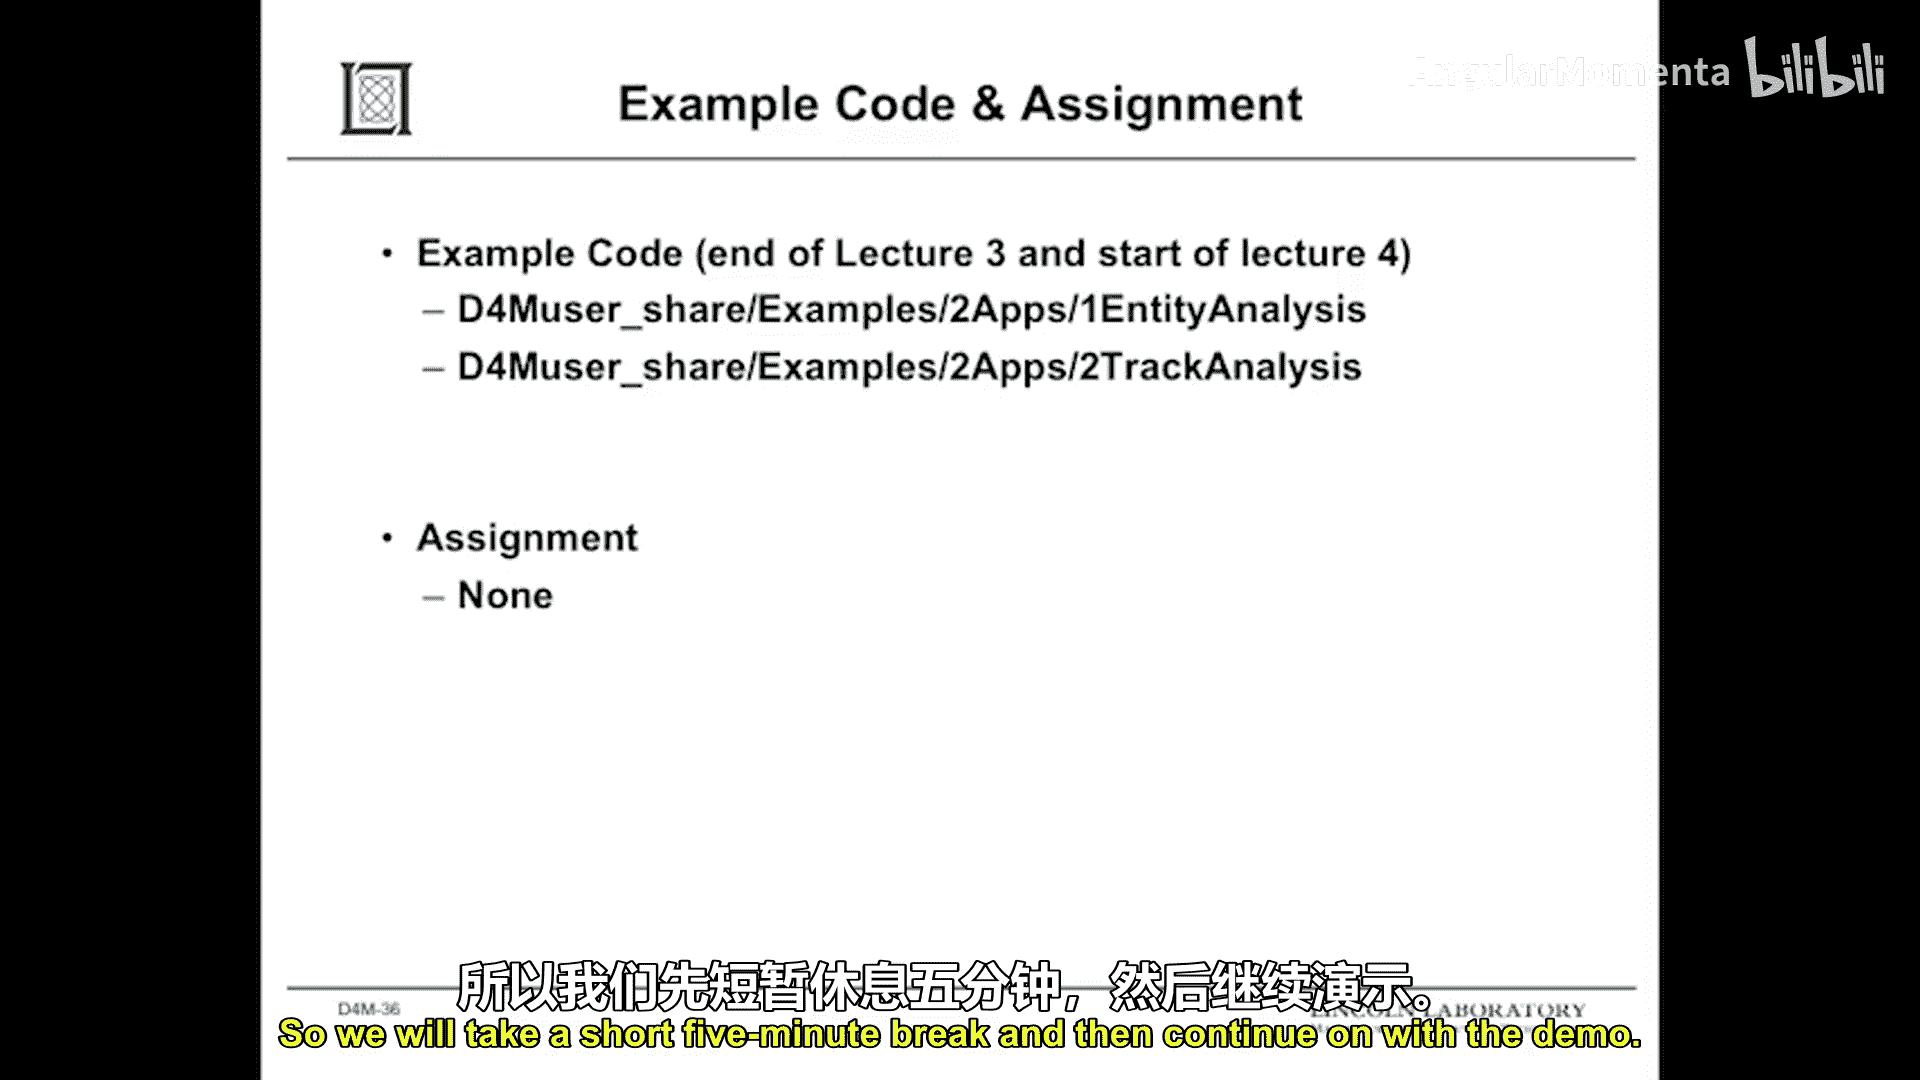 AngularMomenta bilibili
Example Code & Assignment
• Example Code (end of Lecture 3 and start of lecture 4)
– D4Muser_share/Examples/2Apps/1EntityAnalysis
– D4Muser_share/Examples/2Apps/2TrackAnalysis
• Assignment
– None
所以我们先短暂休息五分钟，然后继续演示。
D4M-36
LINCOLN LABORATORY
So we will take a short five-minute break and then continue on with the demo.